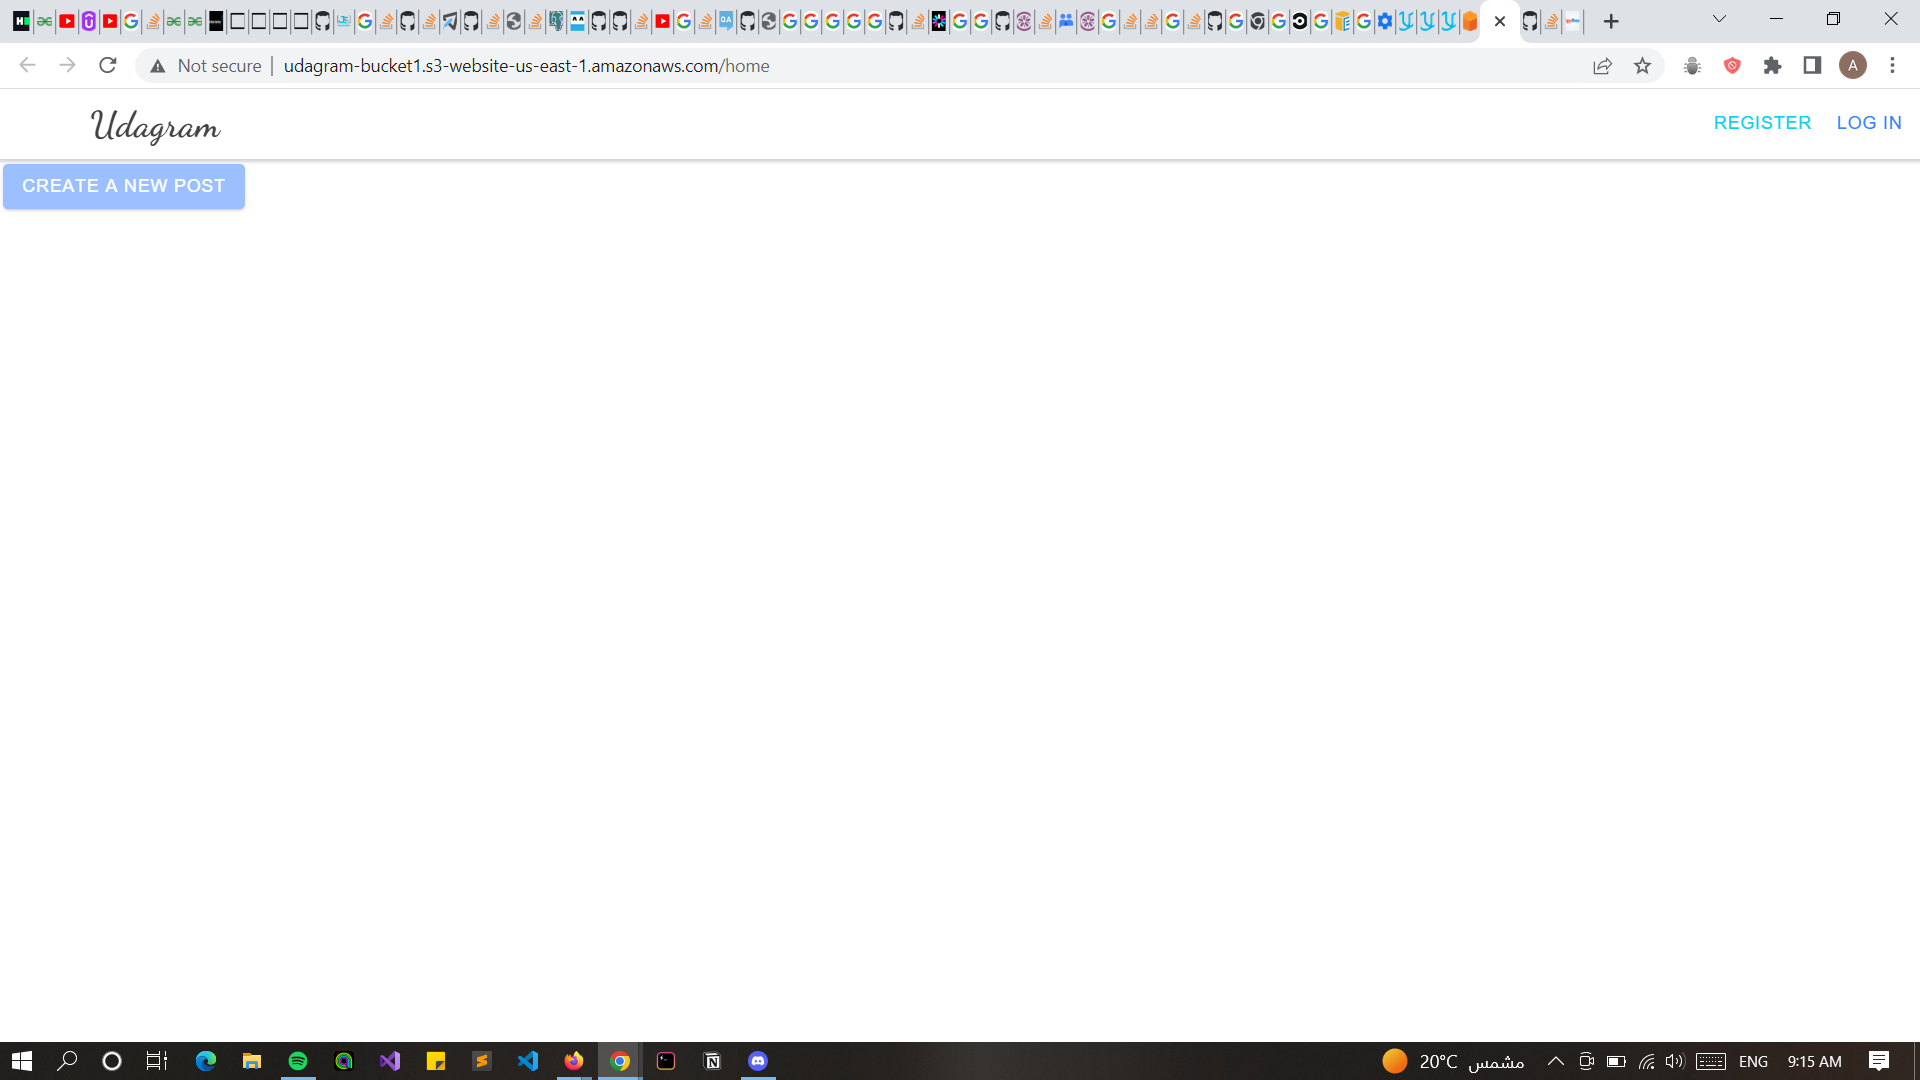 Not secure
udagram-bucket1.s3-website-us-east-1.amazonaws.com/home
A
Udagram
REGISTER
LOG IN
CREATE A NEW POST
20°C مشمس
ENG
9:15 AM